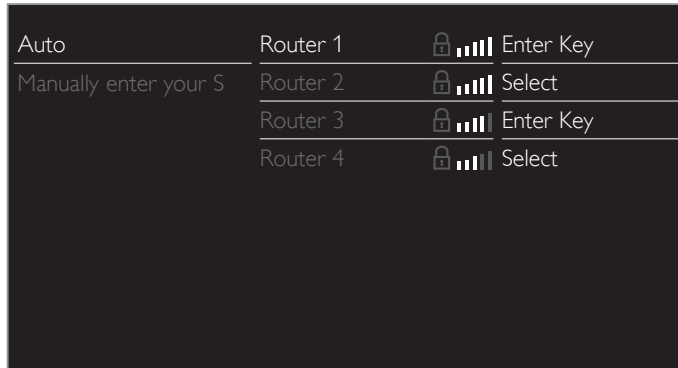 Auto Router 1 Enter Key
Manually enter your S Router 2 Select
Router 3 Enter Key
Router 4 Select